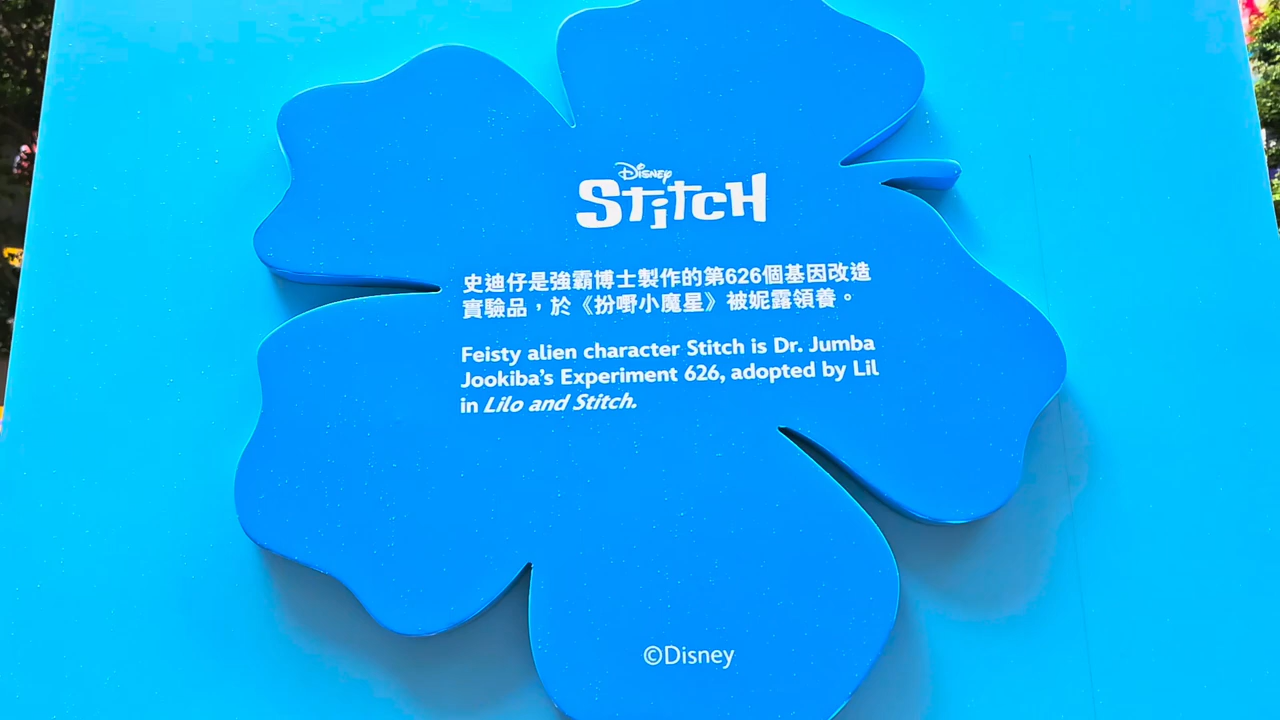 Disney
Stitch
史迪仔是強霸博士製作的第626個基因改造
實驗品，於《扮嘢小魔星》被妮露領養。
Feisty alien character Stitch is Dr. Jumba
Jookiba's Experiment 626, adopted by Lil
in Lilo and Stitch.
©Disney